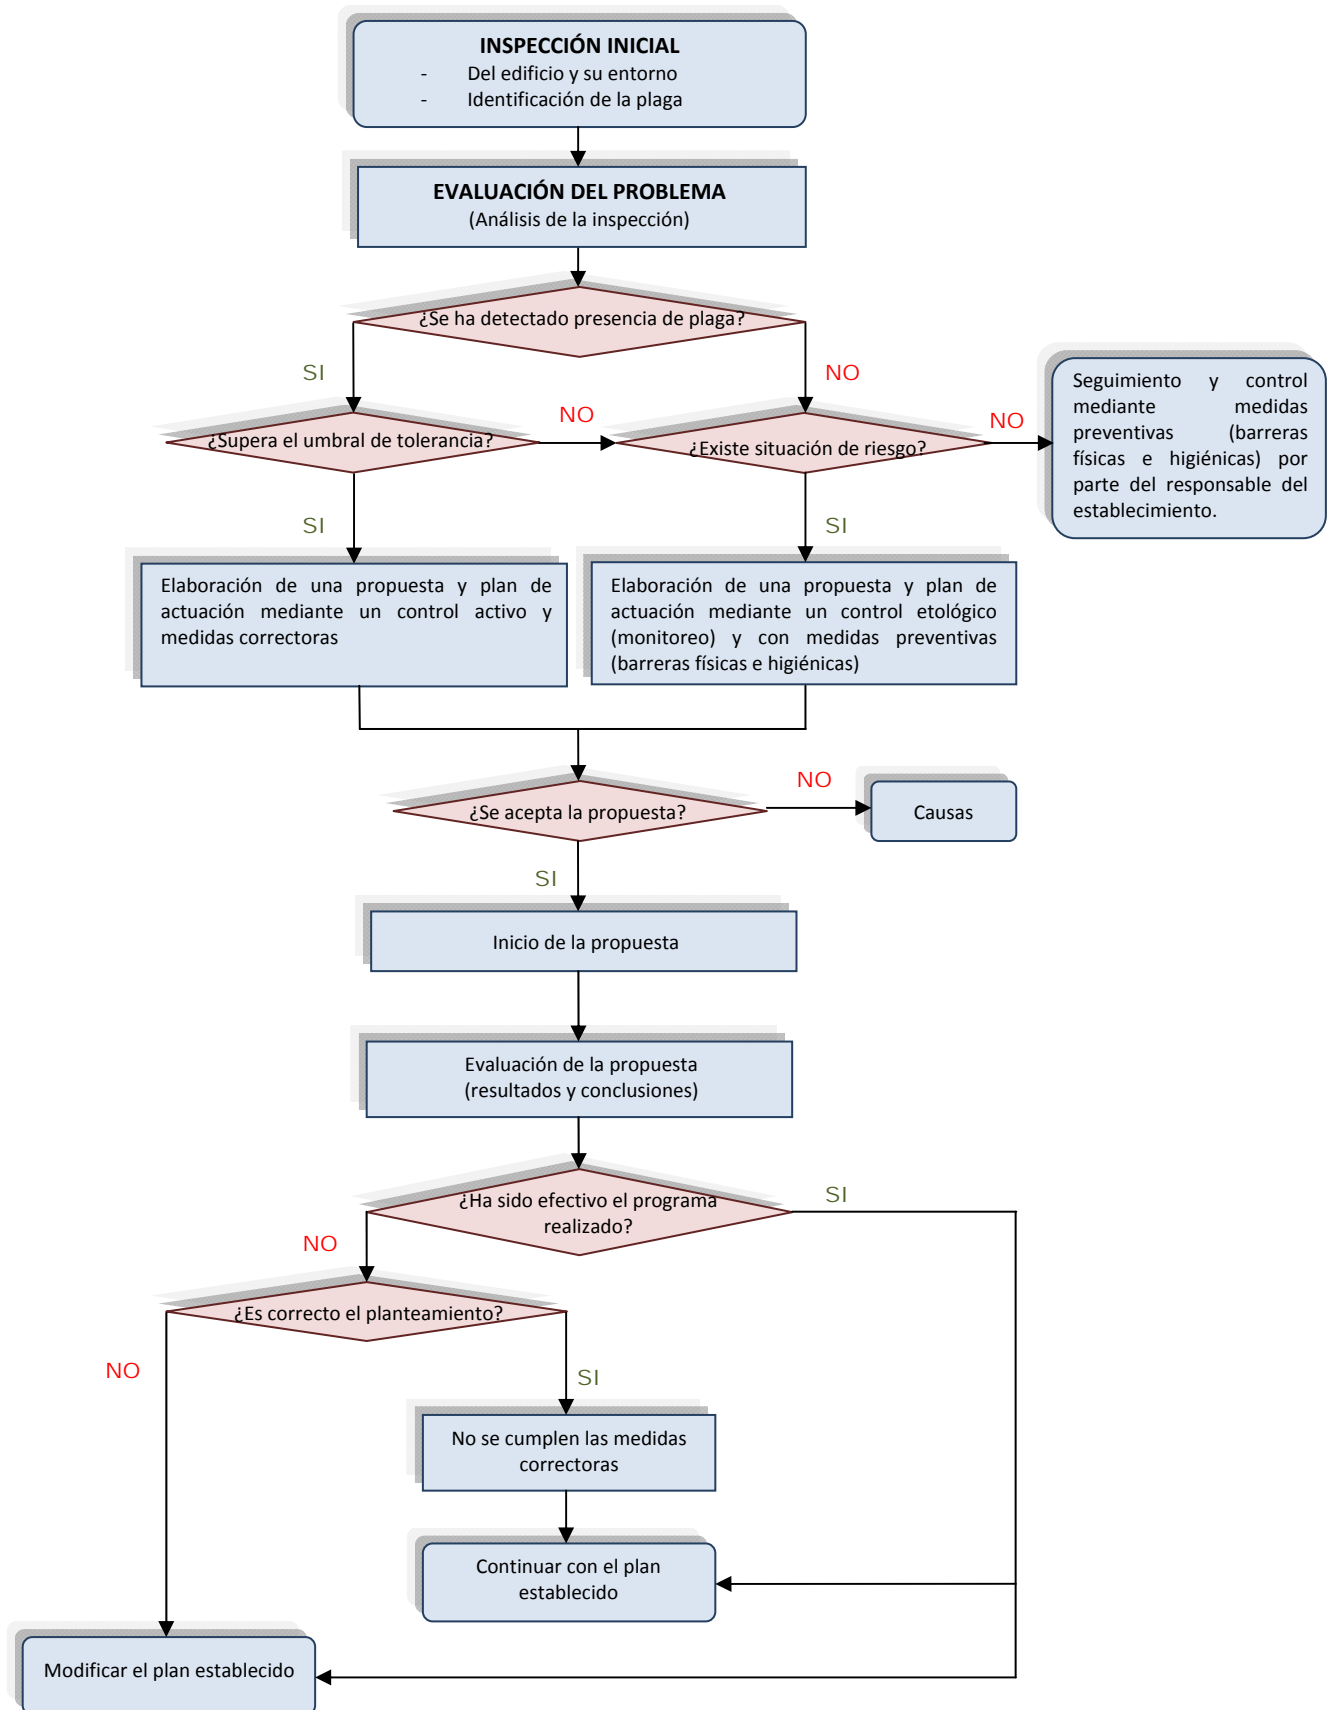 INSPECCIÓN INICIAL
- Del edificio y su entorno
- Identificación de la plaga
EVALUACIÓN DEL PROBLEMA
(Análisis de la inspección)
¿Se ha detectado presencia de plaga?
SI
NO
¿Supera el umbral de tolerancia?
NO
¿Existe situación de riesgo?
NO
Seguimiento y control
mediante medidas
preventivas (barreras
físicas e higiénicas) por
parte del responsable del
establecimiento.
SI
SI
Elaboración de una propuesta y plan de
actuación mediante un control activo y
medidas correctoras
Elaboración de una propuesta y plan de
actuación mediante un control etológico
(monitoreo) y con medidas preventivas
(barreras físicas e higiénicas)
¿Se acepta la propuesta?
NO
Causas
SI
Inicio de la propuesta
Evaluación de la propuesta
(resultados y conclusiones)
¿Ha sido efectivo el programa
realizado?
SI
NO
¿Es correcto el planteamiento?
NO
SI
No se cumplen las medidas
correctoras
Continuar con el plan
establecido
Modificar el plan establecido